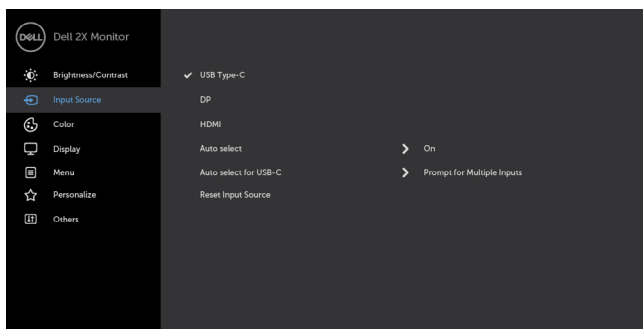 DELL Dell 2X Monitor
Brightness/Contrast
USB Type-C
Input Source
DP
Color
HDMI
Display
Auto select
On
Menu
Auto select for USB-C
Prompt for Multiple Inputs
Personalize
Reset Input Source
Others